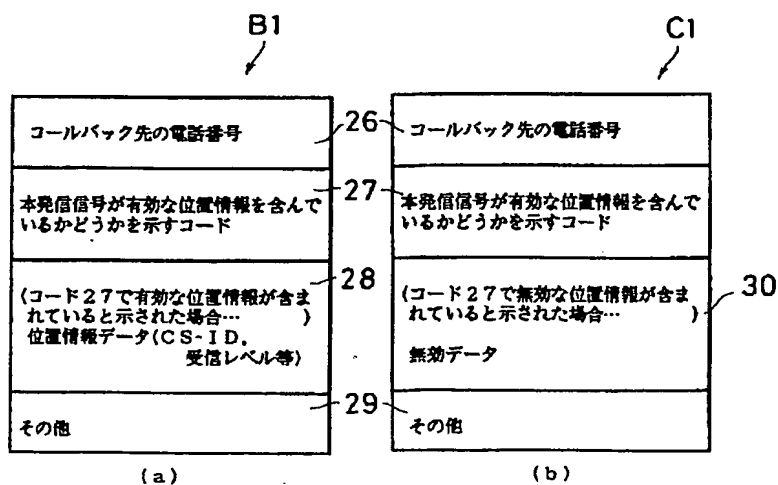 B1
コールバック先の電話番号
本発信信号が有効な位置情報を含んで
いるかどうかを示すコード
(コード27で有効な位置情報が含ま
れていると示された場合… )
位置情報データ(CS-ID,
受信レベル等)
その他
(a)
26
27
28
29
C1
コールバック先の電話番号
本発信信号が有効な位置情報を含んで
いるかどうかを示すコード
(コード27で無効な位置情報が含ま
れていると示された場合… )
無効データ
30
その他
(b)